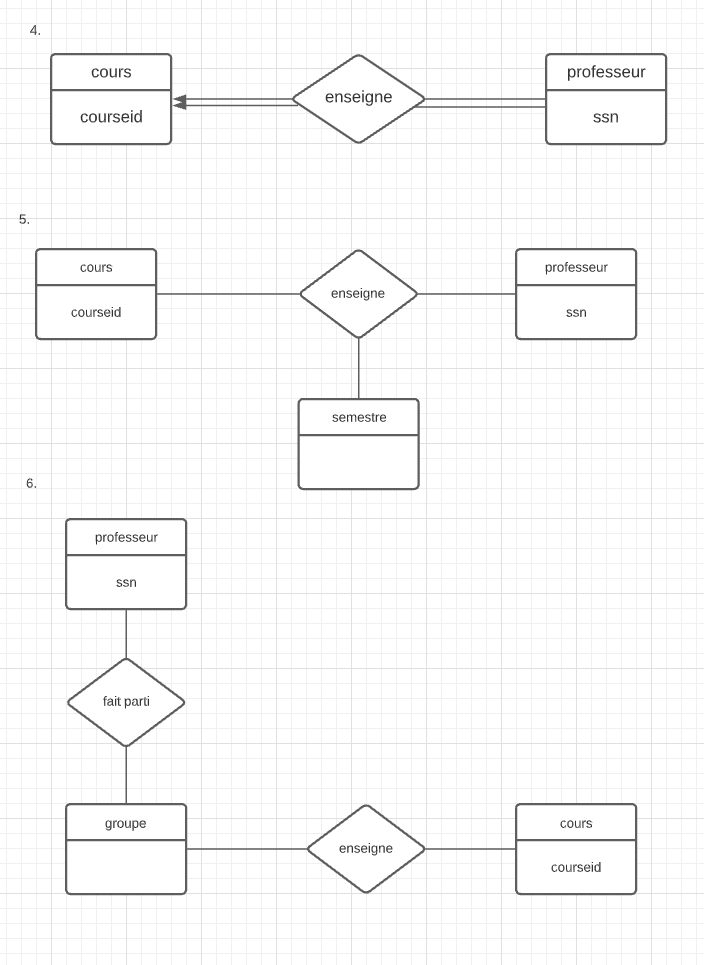 4.
cours
courseid
enseigne
professeur
ssn
5.
cours
courseid
enseigne
professeur
ssn
semestre
6.
professeur
ssn
fait parti
groupe
enseigne
cours
courseid